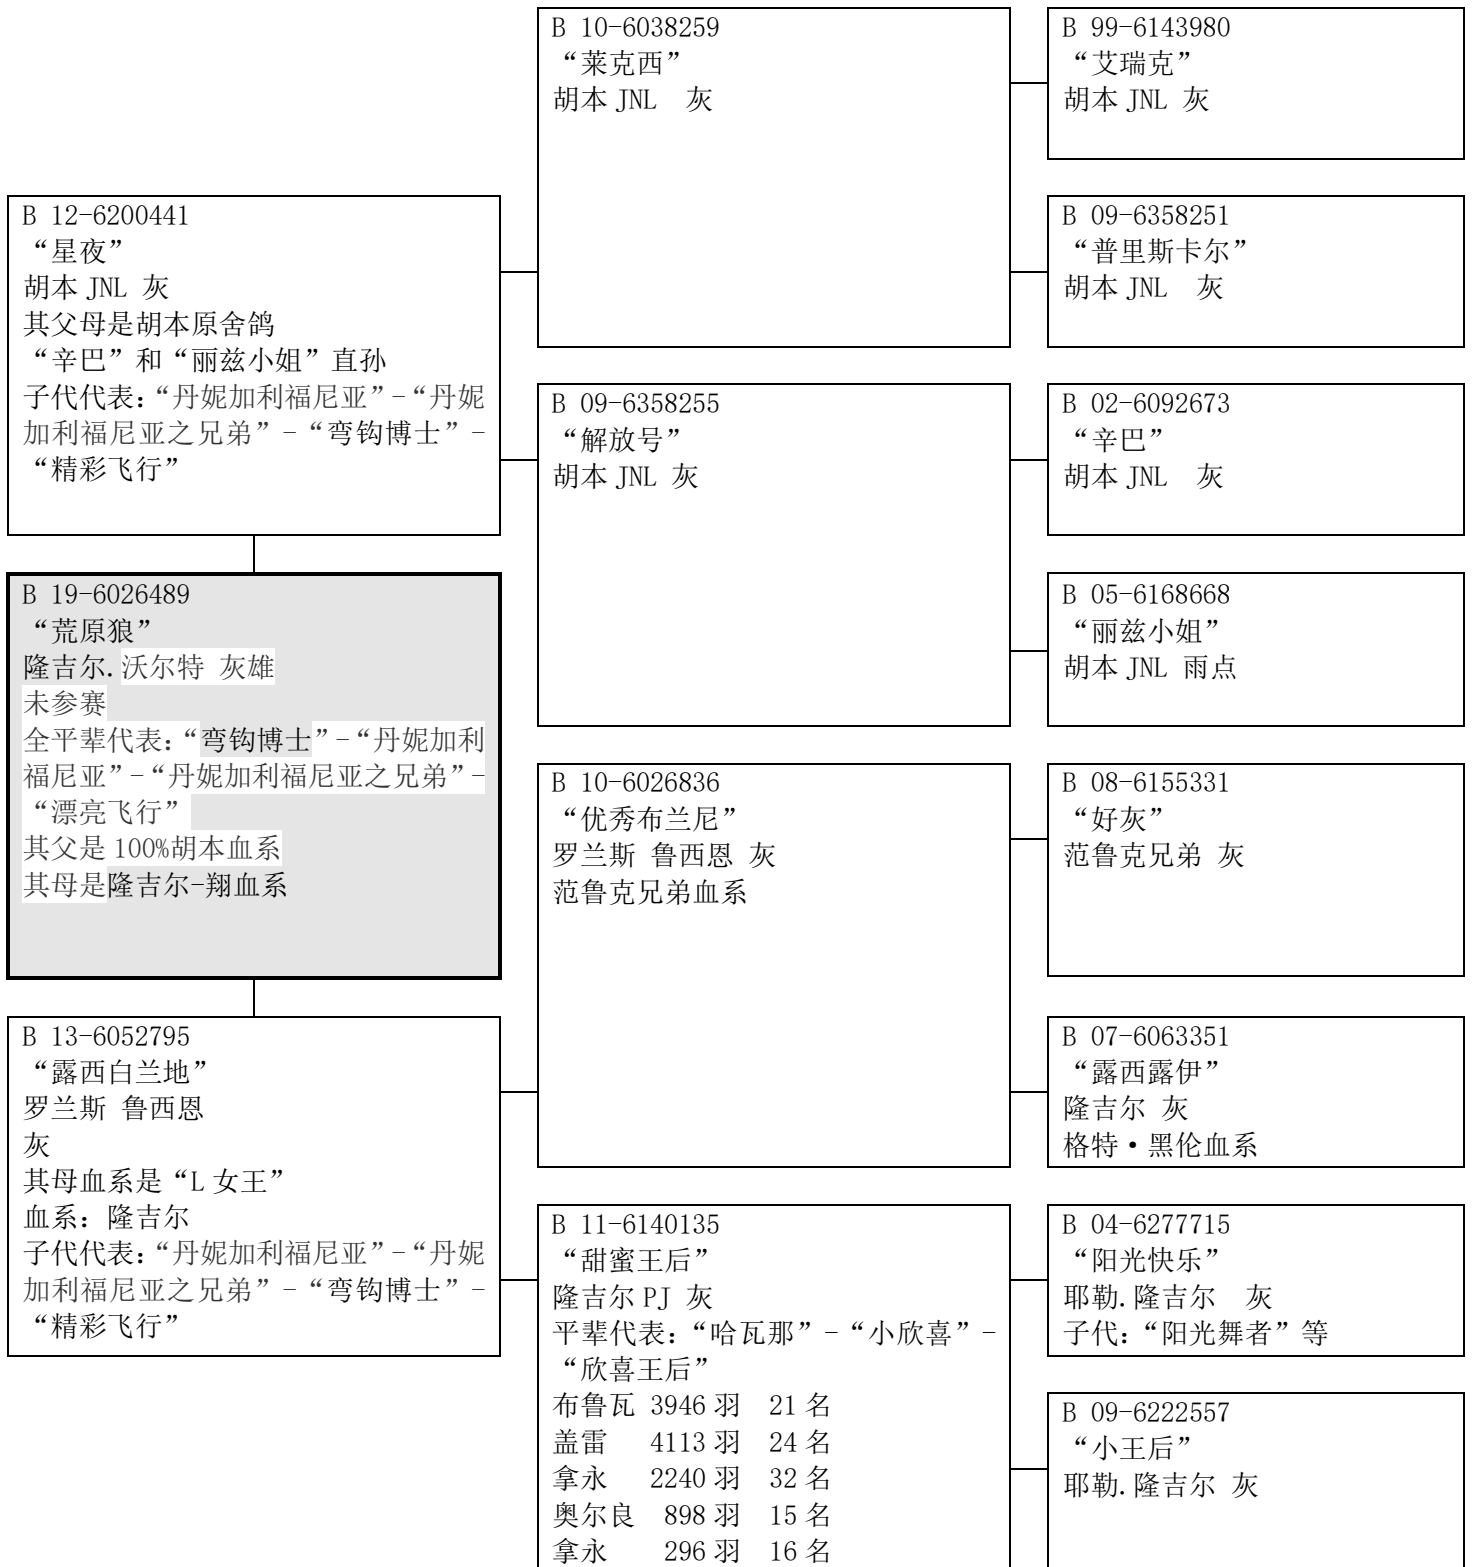 B 12-6200441
“星夜”
胡本 JNL 灰
其父母是胡本原舍鸽
“辛巴”和“丽兹小姐”直孙
子代代表:“丹妮加利福尼亚”-“丹妮
加利福尼亚之兄弟”-“弯钩博士”-
“精彩飞行”
B 19-6026489
“荒原狼”
隆吉尔.沃尔特 灰雄
未参赛
全平辈代表:“弯钩博士”-“丹妮加利
福尼亚”-“丹妮加利福尼亚之兄弟”-
“漂亮飞行”
其父是 100%胡本血系
其母是隆吉尔-翔血系
B 13-6052795
“露西白兰地”
罗兰斯 鲁西恩
灰
其母血系是“L 女王”
血系: 隆吉尔
子代代表:“丹妮加利福尼亚”-“丹妮
加利福尼亚之兄弟”-“弯钩博士”-
“精彩飞行”
B 10-6038259
“莱克西”
胡本 JNL 灰
B 09-6358255
“解放号”
胡本 JNL 灰
B 10-6026836
“优秀布兰尼”
罗兰斯 鲁西恩 灰
范鲁克兄弟血系
B 11-6140135
“甜蜜王后”
隆吉尔 PJ 灰
平辈代表:“哈瓦那”-“小欣喜”-
“欣喜王后”
布鲁瓦 3946 羽 21 名
盖雷 4113 羽 24 名
拿永 2240 羽 32 名
奥尔良 898 羽 15 名
拿永 296 羽 16 名
B 99-6143980
“艾瑞克”
胡本 JNL 灰
B 09-6358251
“普里斯卡尔”
胡本 JNL 灰
B 02-6092673
“辛巴”
胡本 JNL 灰
B 05-6168668
“丽兹小姐”
胡本 JNL 雨点
B 08-6155331
“好灰”
范鲁克兄弟 灰
B 07-6063351
“露西露伊”
隆吉尔 灰
格特·黑伦血系
B 04-6277715
“阳光快乐”
耶勒.隆吉尔 灰
子代:“阳光舞者”等
B 09-6222557
“小王后”
耶勒.隆吉尔 灰